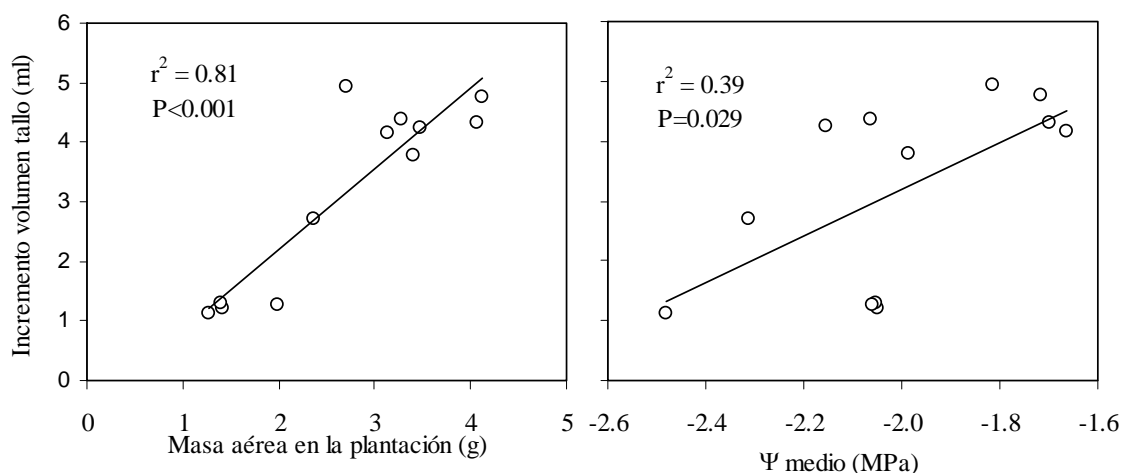 Incremento volumen tallo (ml)
6
5
4
3
2
1
0
r² = 0.81
P<0.001
0 1 2 3 4 5
Masa aérea en la plantación (g)
r² = 0.39
P=0.029
-2.6 -2.4 -2.2 -2.0 -1.8 -1.6
Ψ medio (MPa)